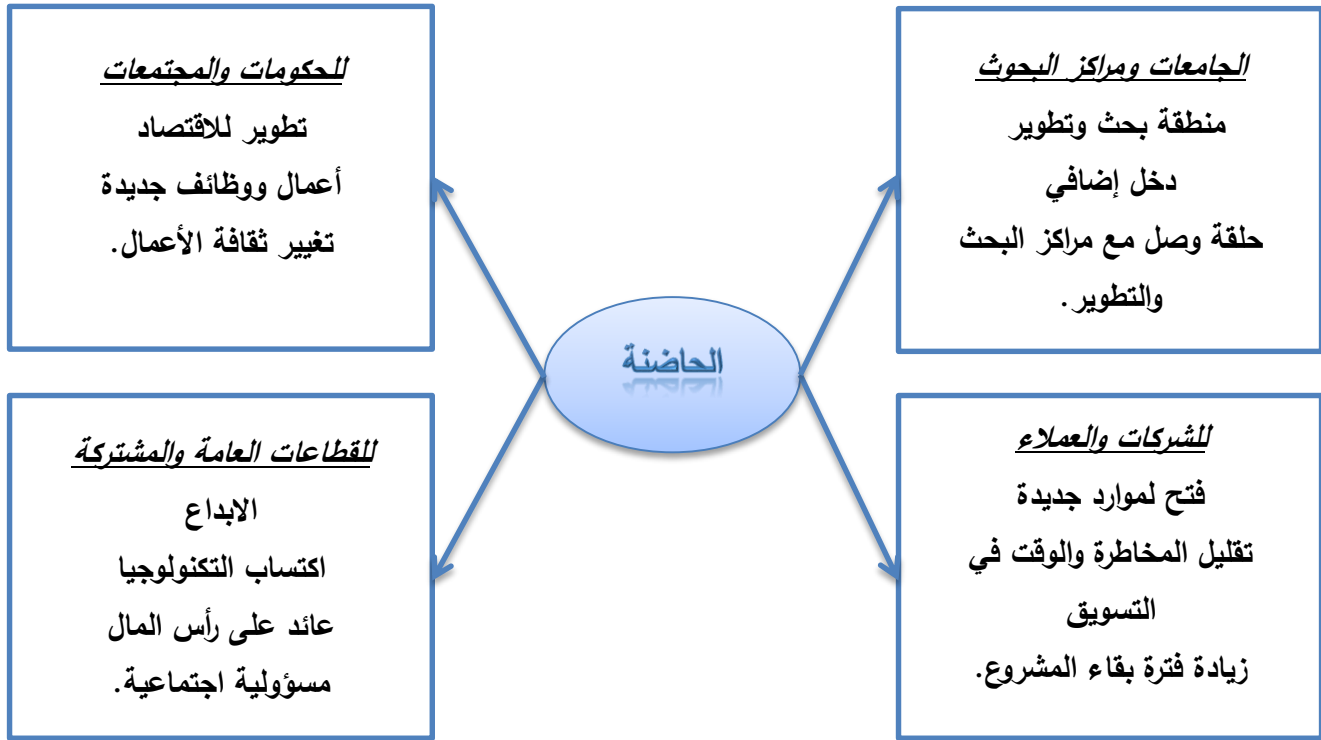 الجامعات ومراكز البحوث
منطقة بحث وتطوير
دخل إضافي
حلقة وصل مع مراكز البحث
والتطوير.
للحكومات والمجتمعات
تطوير للاقتصاد
أعمال ووظائف جديدة
تغيير ثقافة الأعمال.
الحاضنة
للشركات والعملاء
فتح لموارد جديدة
تقليل المخاطرة والوقت في
التسويق
زيادة فترة بقاء المشروع.
للقطاعات العامة والمشتركة
الابداع
اكتساب التكنولوجيا
عائد على رأس المال
مسؤولية اجتماعية.